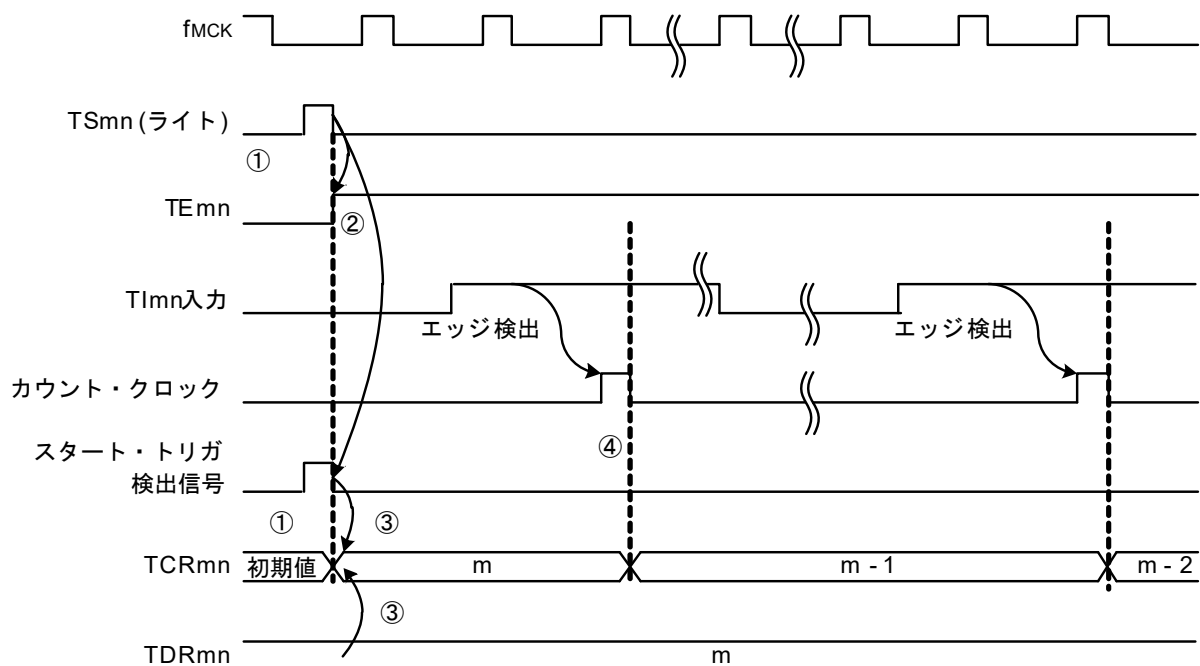 fMCK
TSmn (ライト)
①
TEmn
②
TImn入力
エッジ検出
エッジ検出
カウント・クロック
④
スタート・トリガ
検出信号
①
③
TCRmn
初期値
m
m - 1
m - 2
③
TDRmn
m